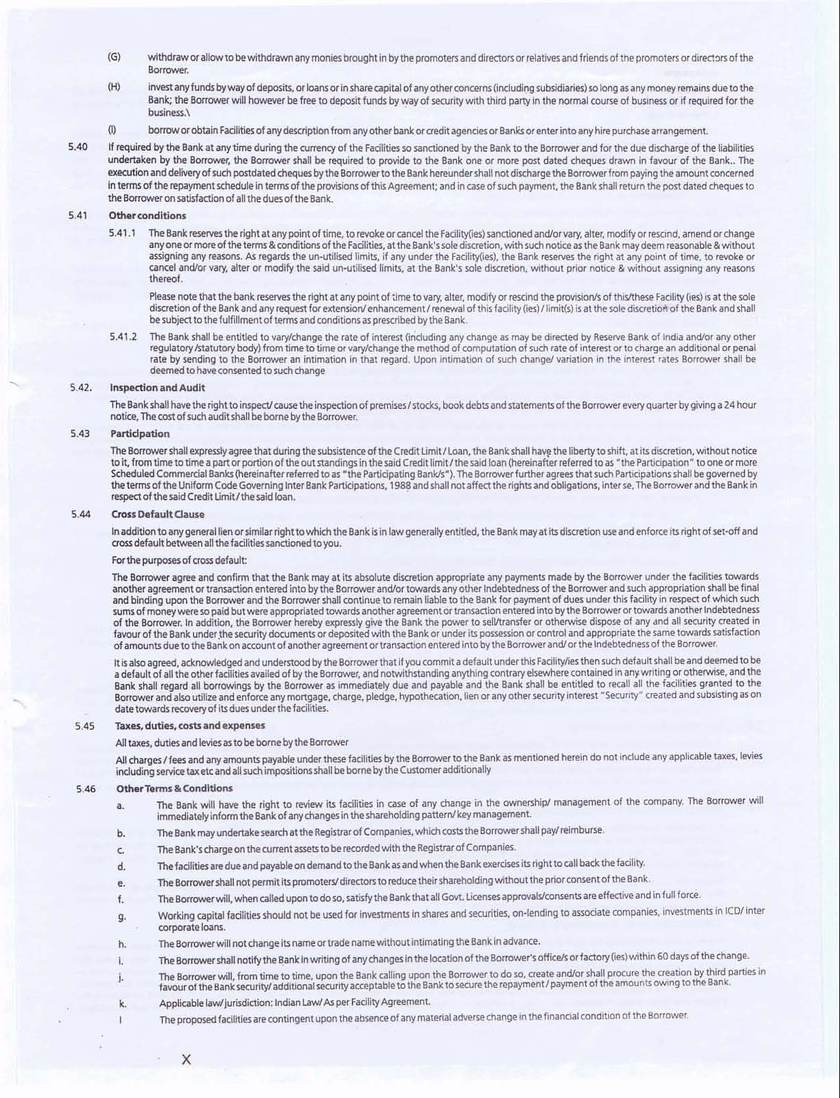 (G) withdraw or allow to be withdrawn any monies brought in by the promoters and directors or relatives and friends of the promoters or directors of the
Borrower.
(H) invest any funds by way of deposits, or loans or in share capital of any other concerns (including subsidiaries) so long as any money remains due to the
Bank; the Borrower will however be free to deposit funds by way of security with third party in the normal course of business or if required for the
business.\
(I) borrow or obtain Facilities of any description from any other bank or credit agencies or Banks or enter into any hire purchase arrangement.
5.40 If required by the Bank at any time during the currency of the Facilities so sanctioned by the Bank to the Borrower and for the due discharge of the liabilities
undertaken by the Borrower, the Borrower shall be required to provide to the Bank one or more post dated cheques drawn in favour of the Bank.. The
execution and delivery of such postdated cheques by the Borrower to the Bank hereunder shall not discharge the Borrower from paying the amount concerned
in terms of the repayment schedule in terms of the provisions of this Agreement; and in case of such payment, the Bank shall return the post dated cheques to
the Borrower on satisfaction of all the dues of the Bank.
5.41 Other conditions
5.41.1 The Bank reserves the right at any point of time, to revoke or cancel the Facility(ies) sanctioned and/or vary, alter, modify or rescind, amend or change
any one or more of the terms & conditions of the Facilities, at the Bank's sole discretion, with such notice as the Bank may deem reasonable & without
assigning any reasons. As regards the un-utilised limits, if any under the Facility(ies), the Bank reserves the right at any point of time, to revoke or
cancel and/or vary, alter or modify the said un-utilised limits, at the Bank's sole discretion, without prior notice & without assigning any reasons
thereof.
Please note that the bank reserves the right at any point of time to vary, alter, modify or rescind the provision/s of this/these Facility (ies) is at the sole
discretion of the Bank and any request for extension/ enhancement / renewal of this facility (ies) / limit(s) is at the sole discretion of the Bank and shall
be subject to the fulfillment of terms and conditions as prescribed by the Bank.
5.41.2 The Bank shall be entitled to vary/change the rate of interest (including any change as may be directed by Reserve Bank of India and/or any other
regulatory /statutory body) from time to time or vary/change the method of computation of such rate of interest or to charge an additional or penal
rate by sending to the Borrower an intimation in that regard. Upon intimation of such change/ variation in the interest rates Borrower shall be
deemed to have consented to such change
5.42. Inspection and Audit
The Bank shall have the right to inspect/ cause the inspection of premises / stocks, book debts and statements of the Borrower every quarter by giving a 24 hour
notice, The cost of such audit shall be borne by the Borrower.
5.43 Participation
The Borrower shall expressly agree that during the subsistence of the Credit Limit / Loan, the Bank shall have the liberty to shift, at its discretion, without notice
to it, from time to time a part or portion of the out standings in the said Credit limit / the said loan (hereinafter referred to as "the Participation" to one or more
Scheduled Commercial Banks (hereinafter referred to as "the Participating Bank/s"). The Borrower further agrees that such Participations shall be governed by
the terms of the Uniform Code Governing Inter Bank Participations, 1988 and shall not affect the rights and obligations, inter se, The Borrower and the Bank in
respect of the said Credit Limit / the said loan.
5.44 Cross Default Clause
In addition to any general lien or similar right to which the Bank is in law generally entitled, the Bank may at its discretion use and enforce its right of set-off and
cross default between all the facilities sanctioned to you.
For the purposes of cross default:
The Borrower agree and confirm that the Bank may at its absolute discretion appropriate any payments made by the Borrower under the facilities towards
another agreement or transaction entered into by the Borrower and/or towards any other Indebtedness of the Borrower and such appropriation shall be final
and binding upon the Borrower and the Borrower shall continue to remain liable to the Bank for payment of dues under this facility in respect of which such
sums of money were so paid but were appropriated towards another agreement or transaction entered into by the Borrower or towards another Indebtedness
of the Borrower. In addition, the Borrower hereby expressly give the Bank the power to sell/transfer or otherwise dispose of any and all security created in
favour of the Bank under the security documents or deposited with the Bank or under its possession or control and appropriate the same towards satisfaction
of amounts due to the Bank on account of another agreement or transaction entered into by the Borrower and/ or the Indebtedness of the Borrower.
It is also agreed, acknowledged and understood by the Borrower that if you commit a default under this Facility/ies then such default shall be and deemed to be
a default of all the other facilities availed of by the Borrower, and notwithstanding anything contrary elsewhere contained in any writing or otherwise, and the
Bank shall regard all borrowings by the Borrower as immediately due and payable and the Bank shall be entitled to recall all the facilities granted to the
Borrower and also utilize and enforce any mortgage, charge, pledge, hypothecation, lien or any other security interest "Security" created and subsisting as on
date towards recovery of its dues under the facilities.
5.45 Taxes, duties, costs and expenses
All taxes, duties and levies as to be borne by the Borrower
All charges / fees and any amounts payable under these facilities by the Borrower to the Bank as mentioned herein do not include any applicable taxes, levies
including service tax etc and all such impositions shall be borne by the Customer additionally
5.46 Other Terms & Conditions
a. The Bank will have the right to review its facilities in case of any change in the ownership/ management of the company. The Borrower will
immediately inform the Bank of any changes in the shareholding pattern/ key management.
b. The Bank may undertake search at the Registrar of Companies, which costs the Borrower shall pay/ reimburse.
c. The Bank's charge on the current assets to be recorded with the Registrar of Companies.
d. The facilities are due and payable on demand to the Bank as and when the Bank exercises its right to call back the facility.
e. The Borrower shall not permit its promoters/ directors to reduce their shareholding without the prior consent of the Bank.
f. The Borrower will, when called upon to do so, satisfy the Bank that all Govt. Licenses approvals/consents are effective and in full force.
g. Working capital facilities should not be used for investments in shares and securities, on-lending to associate companies, investments in ICD/ inter
corporate loans.
h. The Borrower will not change its name or trade name without intimating the Bank in advance.
i. The Borrower shall notify the Bank in writing of any changes in the location of the Borrower's office/s or factory (ies) within 60 days of the change.
j. The Borrower will, from time to time, upon the Bank calling upon the Borrower to do so, create and/or shall procure the creation by third parties in
favour of the Bank security/ additional security acceptable to the Bank to secure the repayment / payment of the amounts owing to the Bank.
k. Applicable law/ jurisdiction: Indian Law/ As per Facility Agreement.
l The proposed facilities are contingent upon the absence of any material adverse change in the financial condition of the Borrower.
X